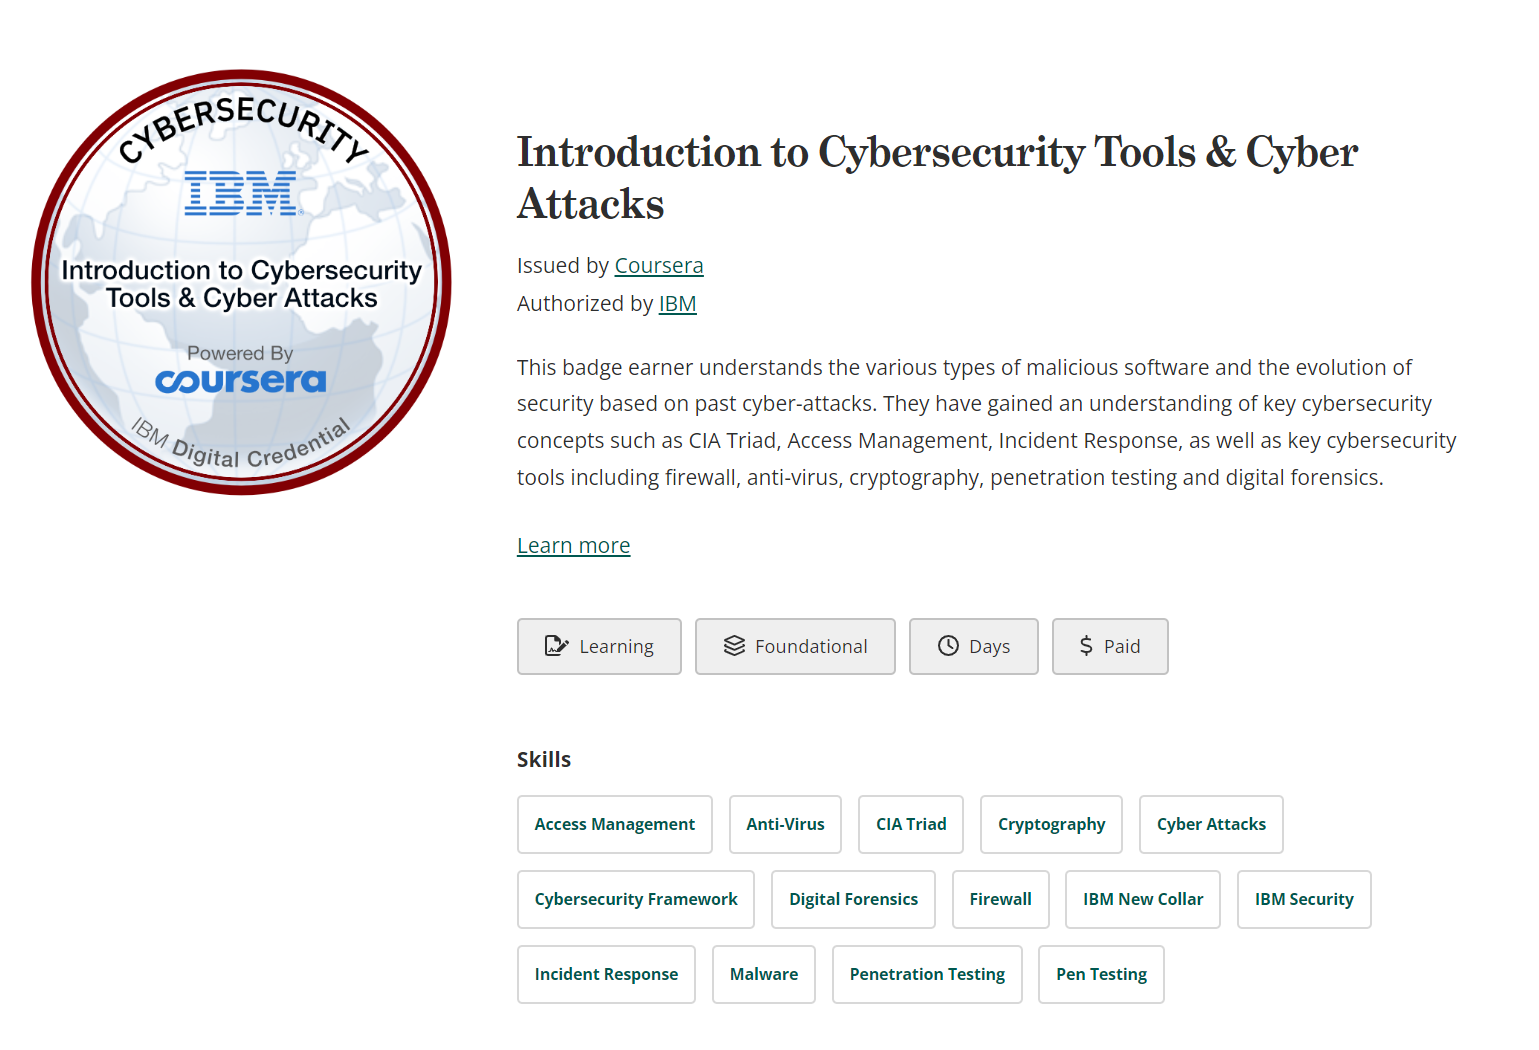 CYBERSECURITY
IBM
Introduction to Cybersecurity
Tools & Cyber Attacks
Powered By
coursera
IBM Digital Credential
Introduction to Cybersecurity Tools & Cyber
Attacks
Issued by Coursera
Authorized by IBM
This badge earner understands the various types of malicious software and the evolution of
security based on past cyber-attacks. They have gained an understanding of key cybersecurity
concepts such as CIA Triad, Access Management, Incident Response, as well as key cybersecurity
tools including firewall, anti-virus, cryptography, penetration testing and digital forensics.
Learn more
Learning Foundational Days $ Paid
Skills
Access Management Anti-Virus CIA Triad Cryptography Cyber Attacks
Cybersecurity Framework Digital Forensics Firewall IBM New Collar IBM Security
Incident Response Malware Penetration Testing Pen Testing